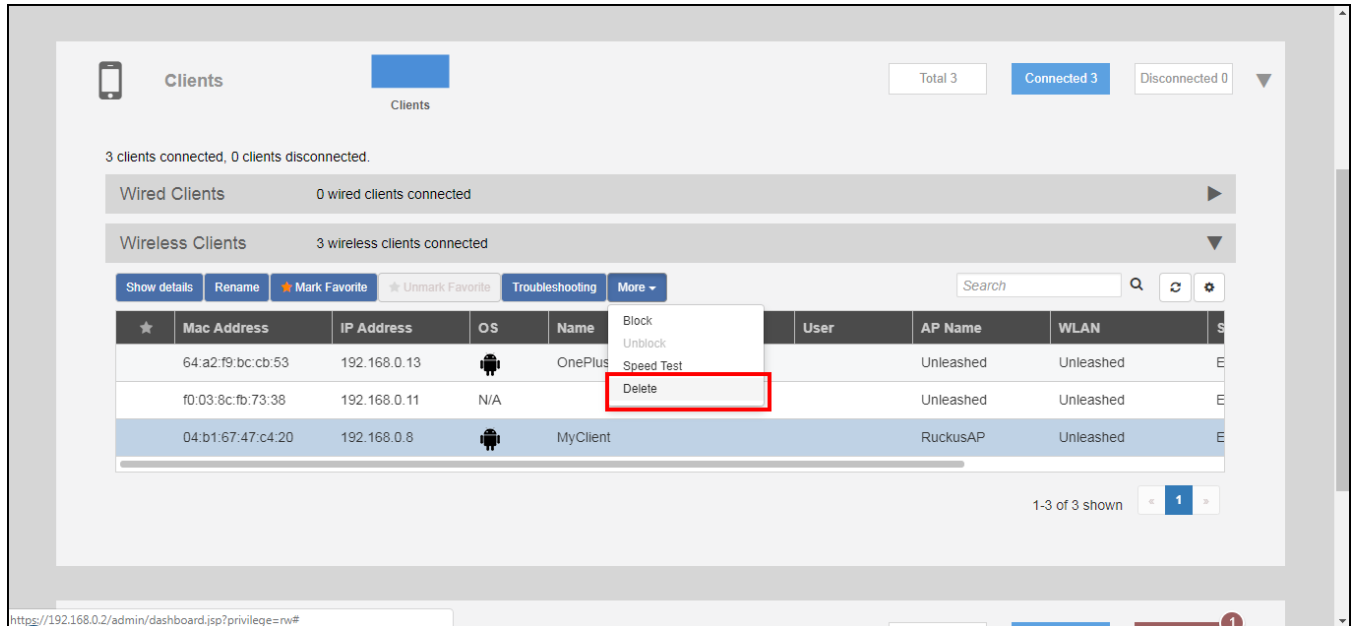 Clients
Clients
Total 3 Connected 3 Disconnected 0
3 clients connected, 0 clients disconnected.
Wired Clients 0 wired clients connected
Wireless Clients 3 wireless clients connected
Show details Rename Mark Favorite Unmark Favorite Troubleshooting More Search
Block
Unblock
Speed Test
Delete
Mac Address IP Address OS Name User AP Name WLAN S
64:a2:f9:bc:cb:53 192.168.0.13 OnePlus Unleashed Unleashed E
f0:03:8c:fb:73:38 192.168.0.11 N/A Unleashed Unleashed E
04:b1:67:47:c4:20 192.168.0.8 MyClient RuckusAP Unleashed E
1-3 of 3 shown « 1 »
1
https://192.168.0.2/admin/dashboard.jsp?privilege=rw#